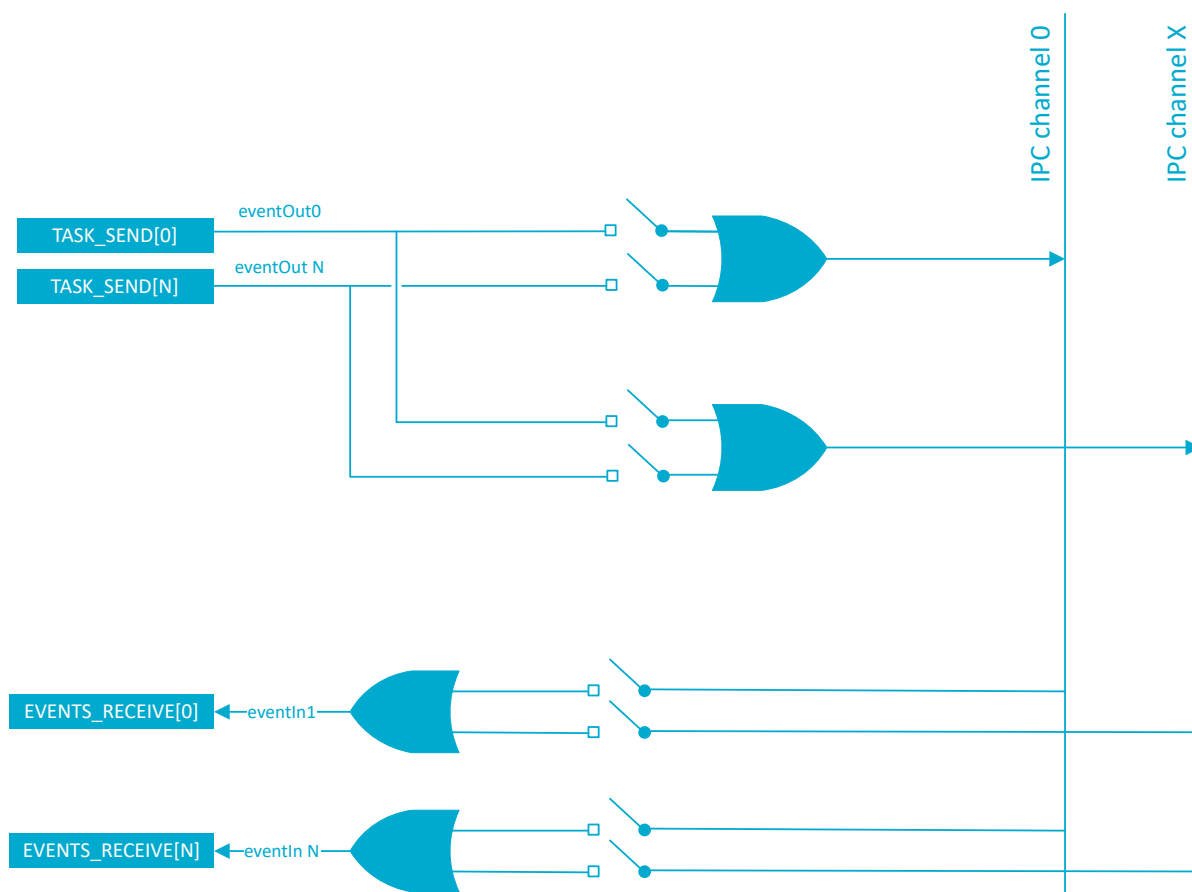 IPC channel 0
IPC channel X
eventOut0
TASK_SEND[0]
eventOut N
TASK_SEND[N]
EVENTS_RECEIVE[0]
eventIn1
EVENTS_RECEIVE[N]
eventIn N